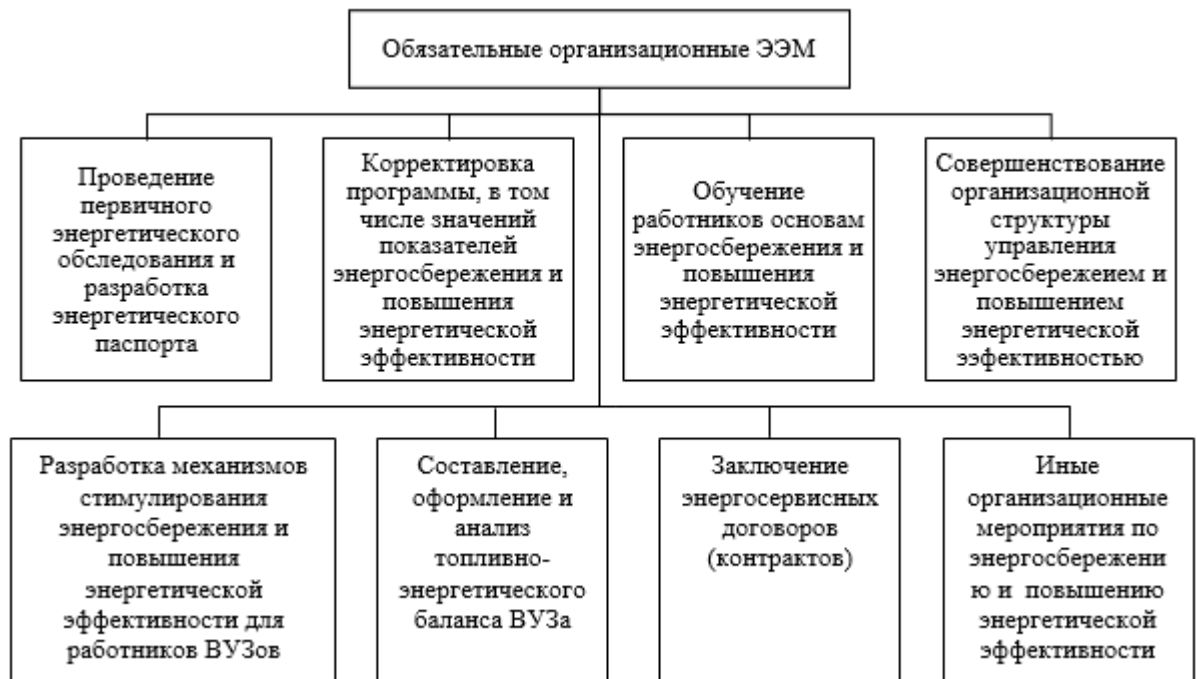 Обязательные организационные ЭЭМ
Проведение
первичного
энергетического
обследования и
разработка
энергетического
паспорта
Корректировка
программы, в том
числе значений
показателей
энергосбережения и
повышения
энергетической
эффективности
Обучение
работников основам
энергосбережения и
повышения
энергетической
эффективности
Совершенствование
организационной
структуры
управления
энергосбережеием и
повышением
энергетической
ээфективностью
Разработка механизмов
стимулирования
энергосбережения и
повышения
энергетической
эффективности для
работников ВУЗов
Составление,
оформление и
анализ
топливно-
энергетического
баланса ВУЗа
Заключение
энергосервисных
договоров
(контрактов)
Иные
организационные
мероприятия по
энергосбережени
ю и повышению
энергетической
эффективности